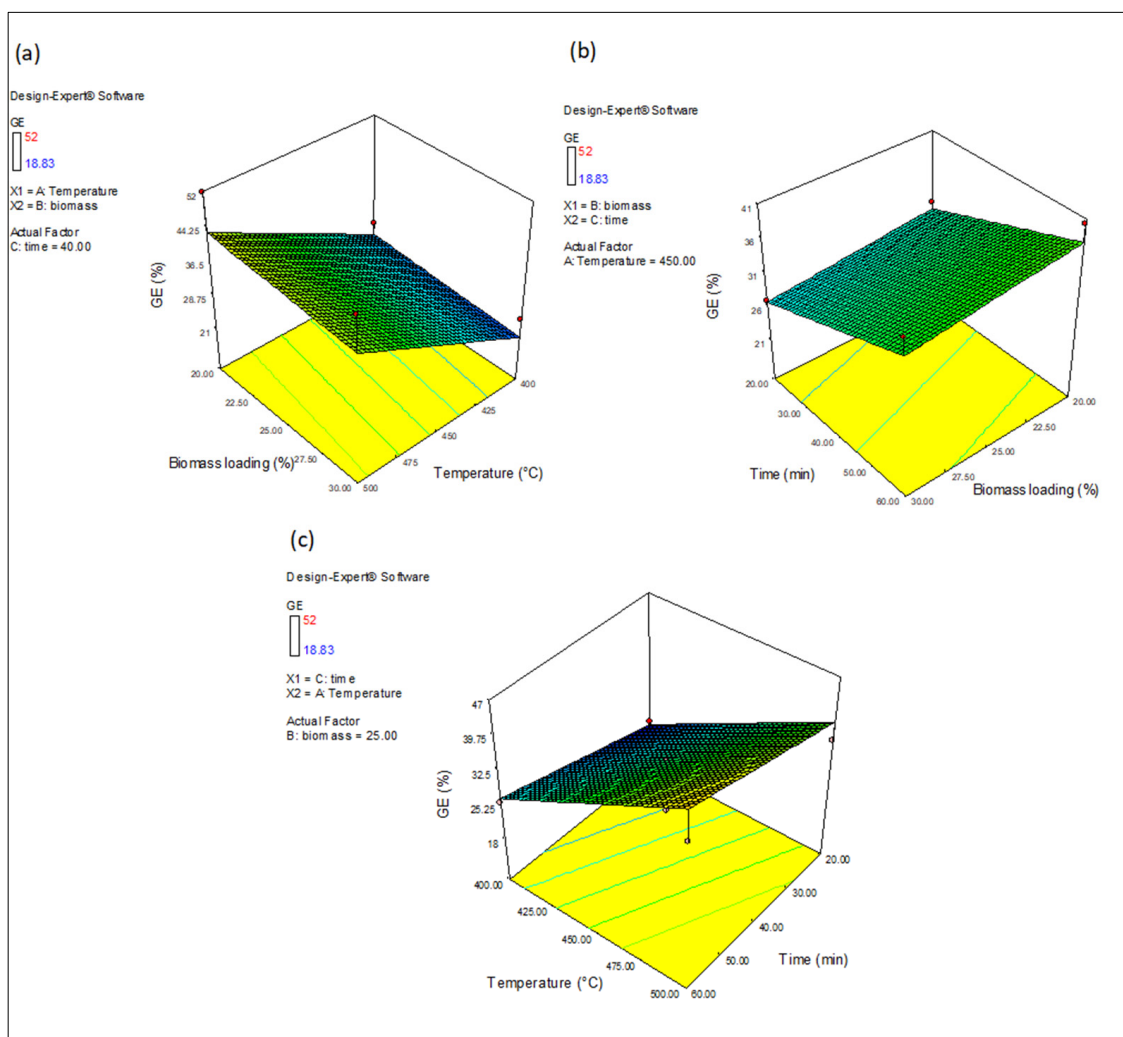 (a)
Design-Expert® Software
GE
52
18.83
X1 = A: Temperature
X2 = B: biomass
Actual Factor
C: time = 40.00
52
44.25
36.5
28.75
21
GE (%)
20.00
22.50
25.00
27.50
30.00
Biomass loading (%)
500
475
450
425
400
Temperature (°C)
(b)
Design-Expert® Software
GE
52
18.83
X1 = B: biomass
X2 = C: time
Actual Factor
A: Temperature = 450.00
41
36
31
26
21
GE (%)
20.00
30.00
40.00
50.00
60.00
Time (min)
30.00
27.50
25.00
22.50
20.00
Biomass loading (%)
(c)
Design-Expert® Software
GE
52
18.83
X1 = C: time
X2 = A: Temperature
Actual Factor
B: biomass = 25.00
47
39.75
32.5
25.25
18
GE (%)
400.00
425.00
450.00
475.00
500.00
Temperature (°C)
60.00
50.00
40.00
30.00
20.00
Time (min)